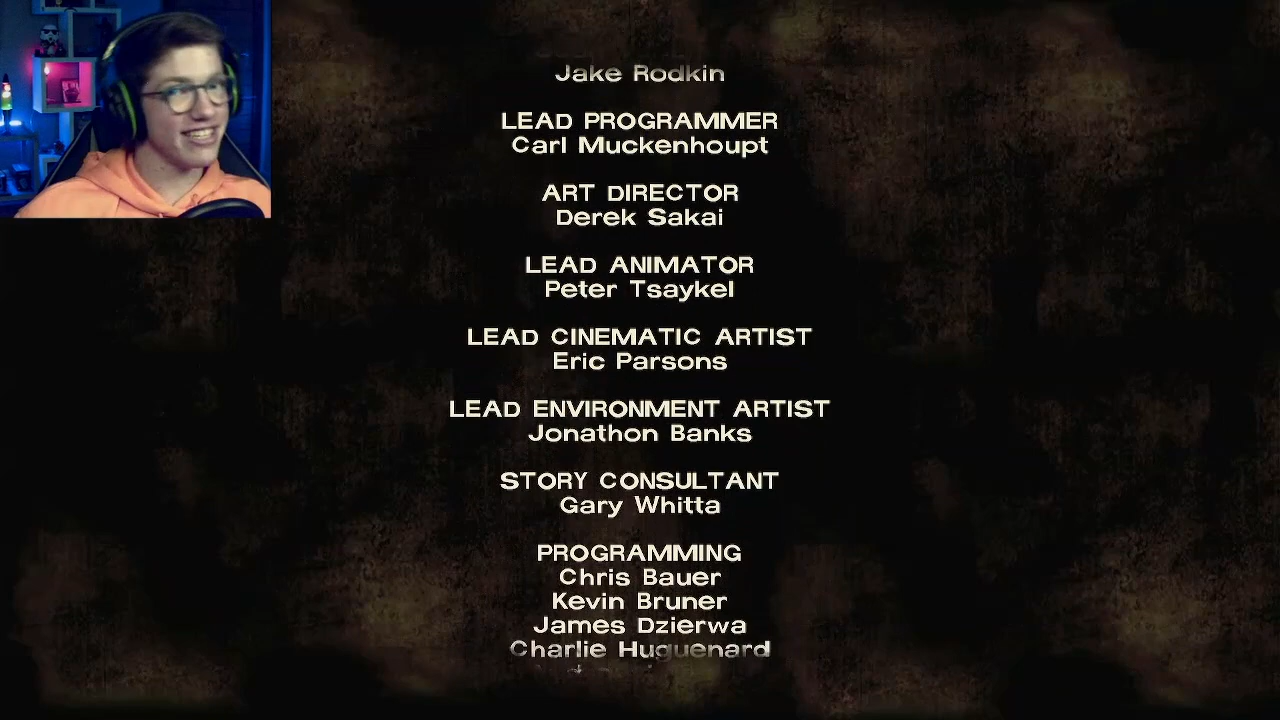 Jake Rodkin
LEAD PROGRAMMER
Carl Muckenhoupt
ART DIRECTOR
Derek Sakai
LEAD ANIMATOR
Peter Tsaykel
LEAD CINEMATIC ARTIST
Eric Parsons
LEAD ENVIRONMENT ARTIST
Jonathon Banks
STORY CONSULTANT
Gary Whitta
PROGRAMMING
Chris Bauer
Kevin Bruner
James Dzierwa
Charlie Huguenard